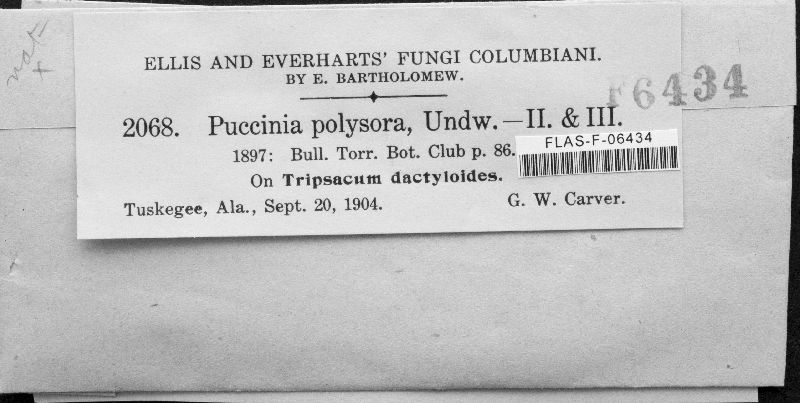 nat
ELLIS AND EVERHARTS' FUNGI COLUMBIANI.
BY E. BARTHOLOMEW.
F6434
2068. Puccinia polysora, Undw.—II. & III.
FLAS-F-06434
1897: Bull. Torr. Bot. Club p. 86.
On Tripsacum dactyloides.
Tuskegee, Ala., Sept. 20, 1904. G. W. Carver.